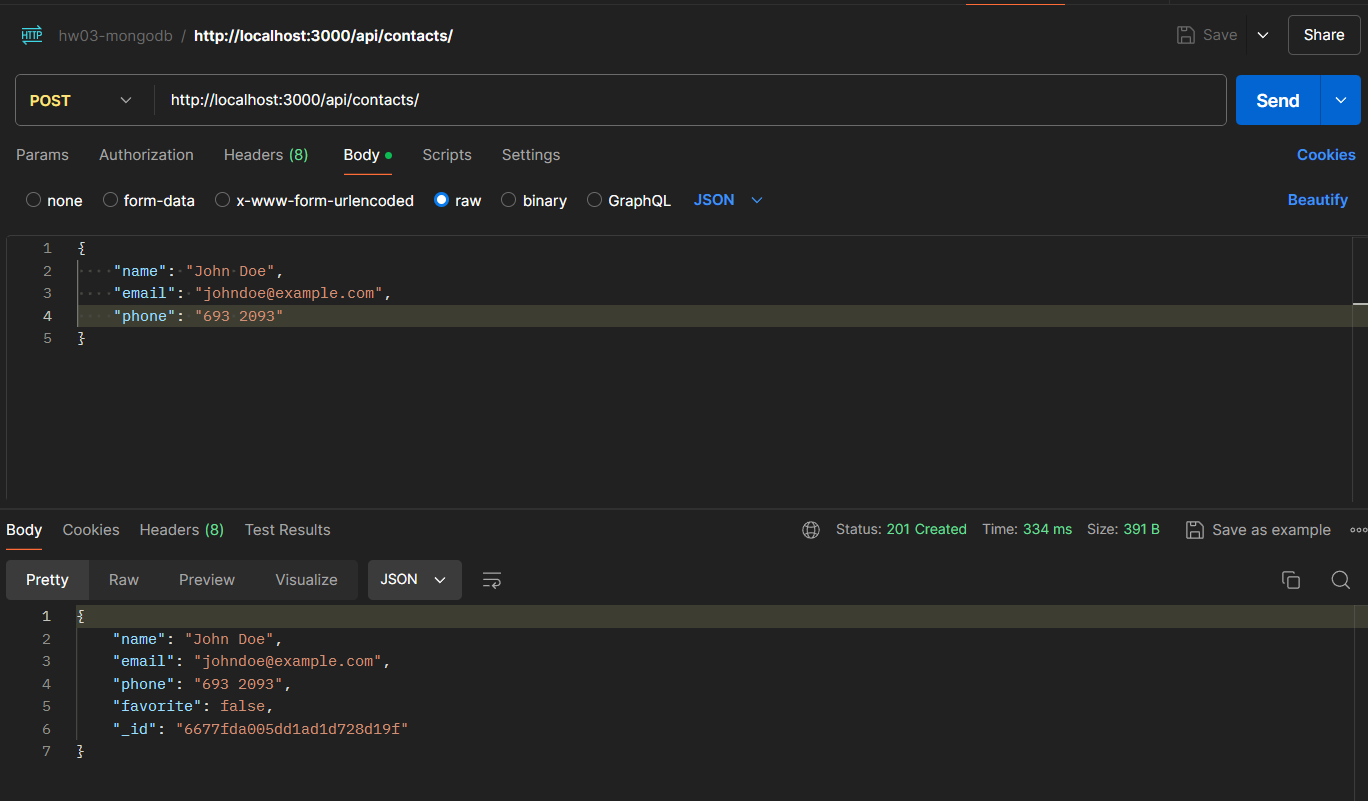 HTTP hw03-mongodb / http://localhost:3000/api/contacts/ Save Share
POST http://localhost:3000/api/contacts/ Send
Params Authorization Headers (8) Body Scripts Settings Cookies
none form-data x-www-form-urlencoded raw binary GraphQL JSON Beautify
1 {
2 "name": "John Doe",
3 "email": "johndoe@example.com",
4 "phone": "693 2093"
5 }
Body Cookies Headers (8) Test Results Status: 201 Created Time: 334 ms Size: 391 B Save as example
Pretty Raw Preview Visualize JSON
1 {
2 "name": "John Doe",
3 "email": "johndoe@example.com",
4 "phone": "693 2093",
5 "favorite": false,
6 "_id": "6677fda005dd1ad1d728d19f"
7 }